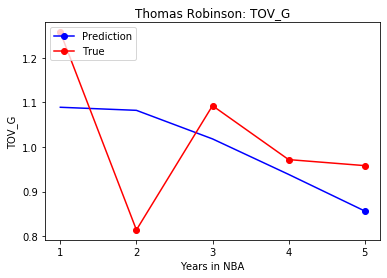 Thomas Robinson: TOV_G
Prediction
True
1.2
1.1
1.0
0.9
0.8
TOV_G
1 2 3 4 5
Years in NBA